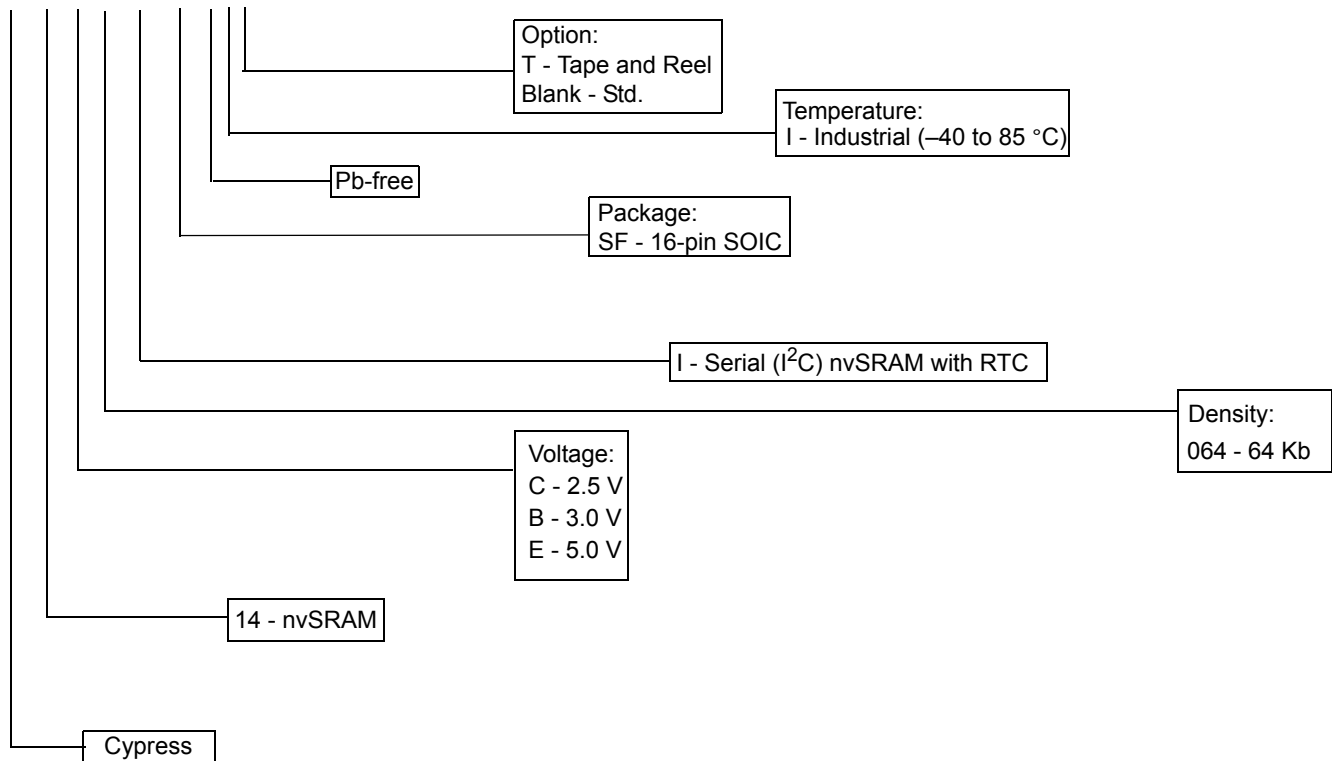 Option:
T - Tape and Reel
Blank - Std.
Temperature:
I - Industrial (–40 to 85 °C)
Pb-free
Package:
SF - 16-pin SOIC
I - Serial (I²C) nvSRAM with RTC
Density:
064 - 64 Kb
Voltage:
C - 2.5 V
B - 3.0 V
E - 5.0 V
14 - nvSRAM
Cypress